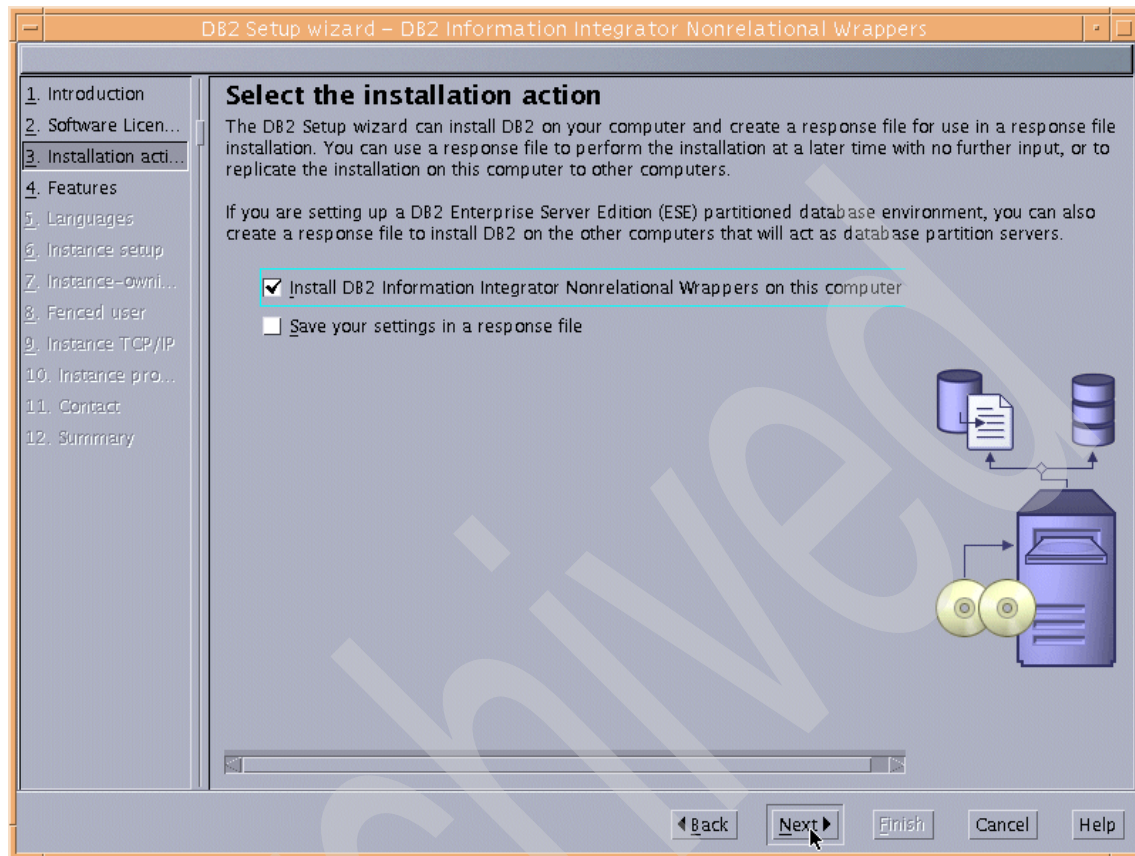 DB2 Setup wizard – DB2 Information Integrator Nonrelational Wrappers
1. Introduction
2. Software Licen...
3. Installation acti...
4. Features
5. Languages
6. Instance setup
7. Instance-owni...
8. Fenced user
9. Instance TCP/IP
10. Instance pro...
11. Contact
12. Summary
Select the installation action
The DB2 Setup wizard can install DB2 on your computer and create a response file for use in a response file
installation. You can use a response file to perform the installation at a later time with no further input, or to
replicate the installation on this computer to other computers.
If you are setting up a DB2 Enterprise Server Edition (ESE) partitioned database environment, you can also
create a response file to install DB2 on the other computers that will act as database partition servers.
Install DB2 Information Integrator Nonrelational Wrappers on this computer
Save your settings in a response file
Back
Next
Finish
Cancel
Help
hived